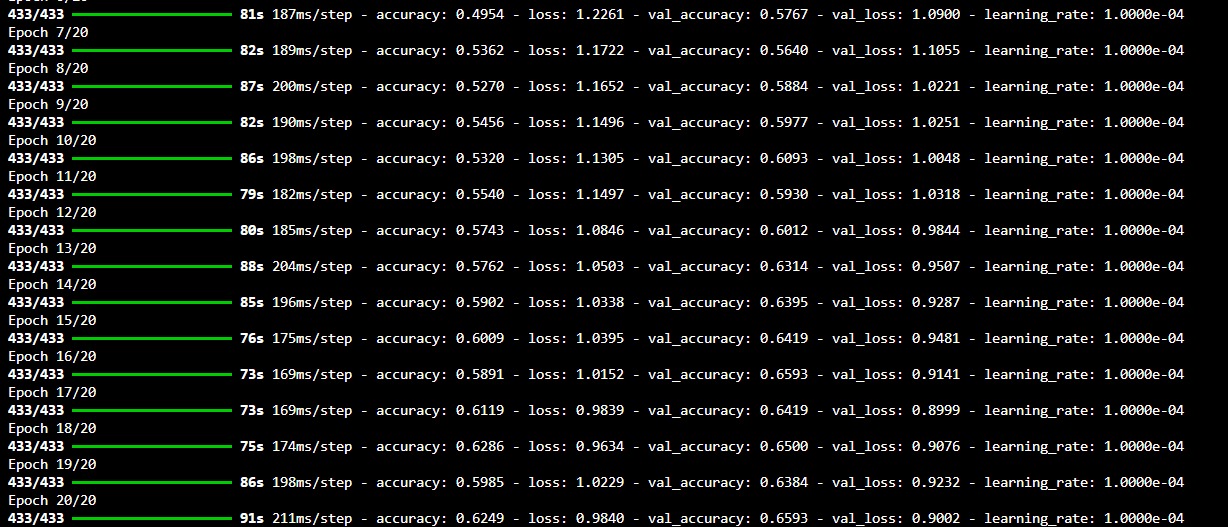 433/433 81s 187ms/step - accuracy: 0.4954 - loss: 1.2261 - val_accuracy: 0.5767 - val_loss: 1.0900 - learning_rate: 1.0000e-04
Epoch 7/20
433/433 82s 189ms/step - accuracy: 0.5362 - loss: 1.1722 - val_accuracy: 0.5640 - val_loss: 1.1055 - learning_rate: 1.0000e-04
Epoch 8/20
433/433 87s 200ms/step - accuracy: 0.5270 - loss: 1.1652 - val_accuracy: 0.5884 - val_loss: 1.0221 - learning_rate: 1.0000e-04
Epoch 9/20
433/433 82s 190ms/step - accuracy: 0.5456 - loss: 1.1496 - val_accuracy: 0.5977 - val_loss: 1.0251 - learning_rate: 1.0000e-04
Epoch 10/20
433/433 86s 198ms/step - accuracy: 0.5320 - loss: 1.1305 - val_accuracy: 0.6093 - val_loss: 1.0048 - learning_rate: 1.0000e-04
Epoch 11/20
433/433 79s 182ms/step - accuracy: 0.5540 - loss: 1.1497 - val_accuracy: 0.5930 - val_loss: 1.0318 - learning_rate: 1.0000e-04
Epoch 12/20
433/433 80s 185ms/step - accuracy: 0.5743 - loss: 1.0846 - val_accuracy: 0.6012 - val_loss: 0.9844 - learning_rate: 1.0000e-04
Epoch 13/20
433/433 88s 204ms/step - accuracy: 0.5762 - loss: 1.0503 - val_accuracy: 0.6314 - val_loss: 0.9507 - learning_rate: 1.0000e-04
Epoch 14/20
433/433 85s 196ms/step - accuracy: 0.5902 - loss: 1.0338 - val_accuracy: 0.6395 - val_loss: 0.9287 - learning_rate: 1.0000e-04
Epoch 15/20
433/433 76s 175ms/step - accuracy: 0.6009 - loss: 1.0395 - val_accuracy: 0.6419 - val_loss: 0.9481 - learning_rate: 1.0000e-04
Epoch 16/20
433/433 73s 169ms/step - accuracy: 0.5891 - loss: 1.0152 - val_accuracy: 0.6593 - val_loss: 0.9141 - learning_rate: 1.0000e-04
Epoch 17/20
433/433 73s 169ms/step - accuracy: 0.6119 - loss: 0.9839 - val_accuracy: 0.6419 - val_loss: 0.8999 - learning_rate: 1.0000e-04
Epoch 18/20
433/433 75s 174ms/step - accuracy: 0.6286 - loss: 0.9634 - val_accuracy: 0.6500 - val_loss: 0.9076 - learning_rate: 1.0000e-04
Epoch 19/20
433/433 86s 198ms/step - accuracy: 0.5985 - loss: 1.0229 - val_accuracy: 0.6384 - val_loss: 0.9232 - learning_rate: 1.0000e-04
Epoch 20/20
433/433 91s 211ms/step - accuracy: 0.6249 - loss: 0.9840 - val_accuracy: 0.6593 - val_loss: 0.9002 - learning_rate: 1.0000e-04